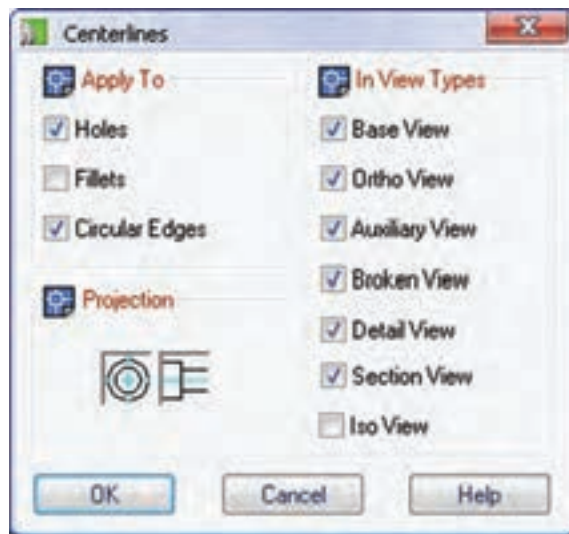 Centerlines
Apply To
Holes
Fillets
Circular Edges
Projection
In View Types
Base View
Ortho View
Auxiliary View
Broken View
Detail View
Section View
Iso View
OK
Cancel
Help